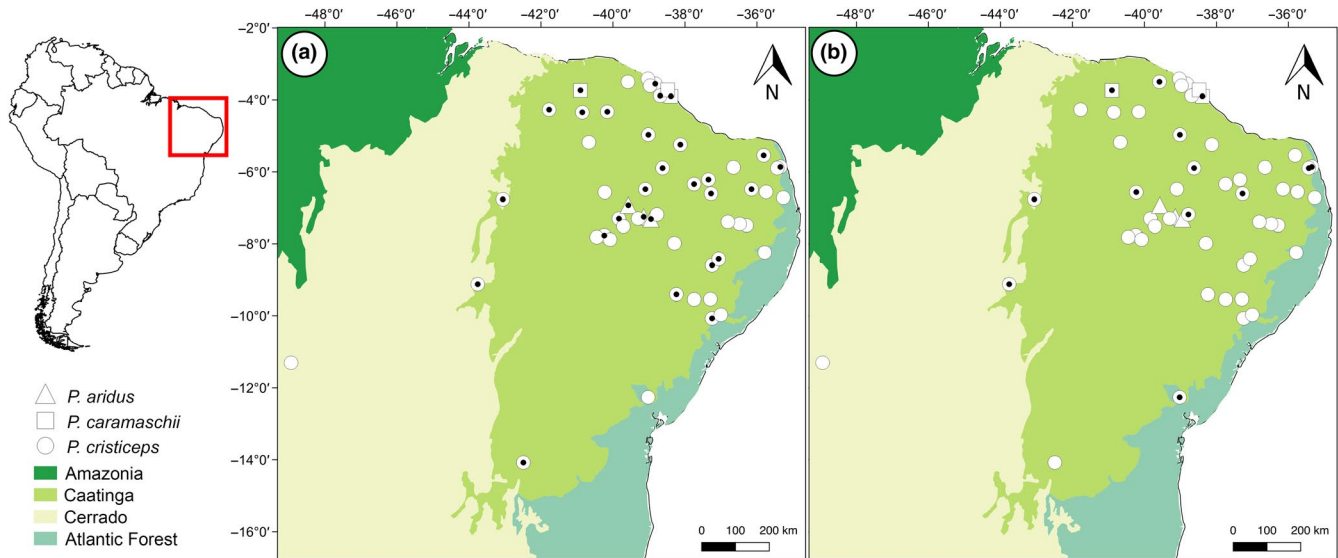 −48°0′ −46°0′ −44°0′ −42°0′ −40°0′ −38°0′ −36°0′ −48°0′ −46°0′ −44°0′ −42°0′ −40°0′ −38°0′ −36°0′
−2°0′
(a)
N
(b)
N
−4°0′
−6°0′
−8°0′
−10°0′
−12°0′
−14°0′
−16°0′
P. aridus
P. caramaschii
P. cristiceps
Amazonia
Caatinga
Cerrado
Atlantic Forest
0 100 200 km
0 100 200 km